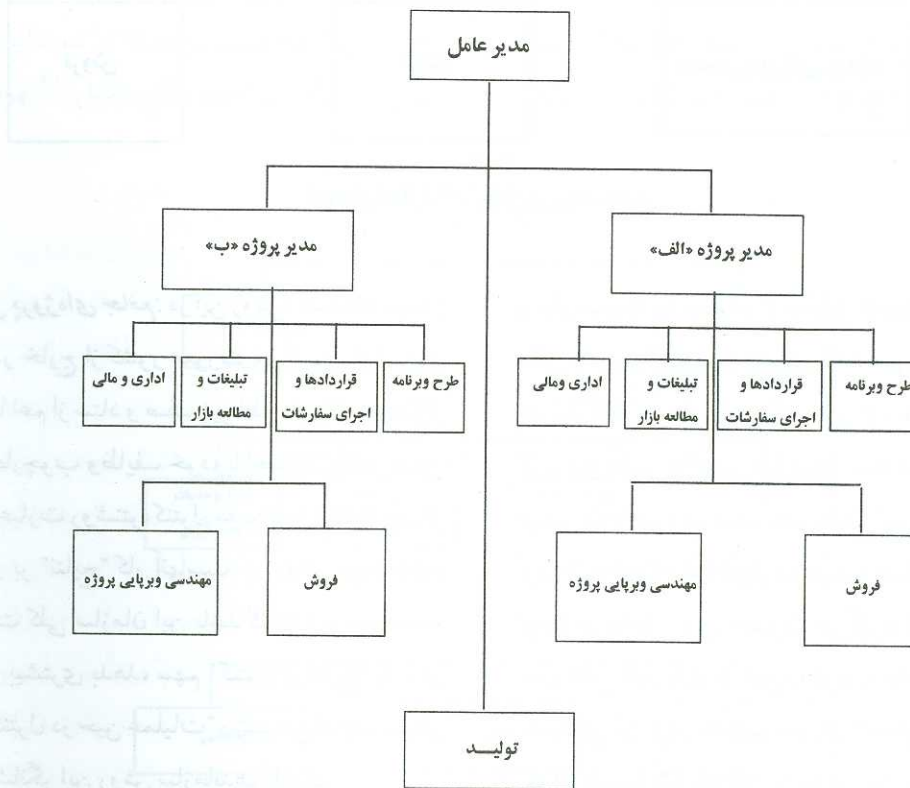 مدیر عامل
مدیر پروژه «الف»
مدیر پروژه «ب»
طرح وبرنامه
قراردادها و
اجرای سفارشات
تبلیغات و
مطالعه بازار
اداری ومالی
طرح وبرنامه
قراردادها و
اجرای سفارشات
تبلیغات و
مطالعه بازار
اداری و مالی
فروش
مهندسی وبرپایی پروژه
فروش
مهندسی وبرپایی پروژه
تولیــد